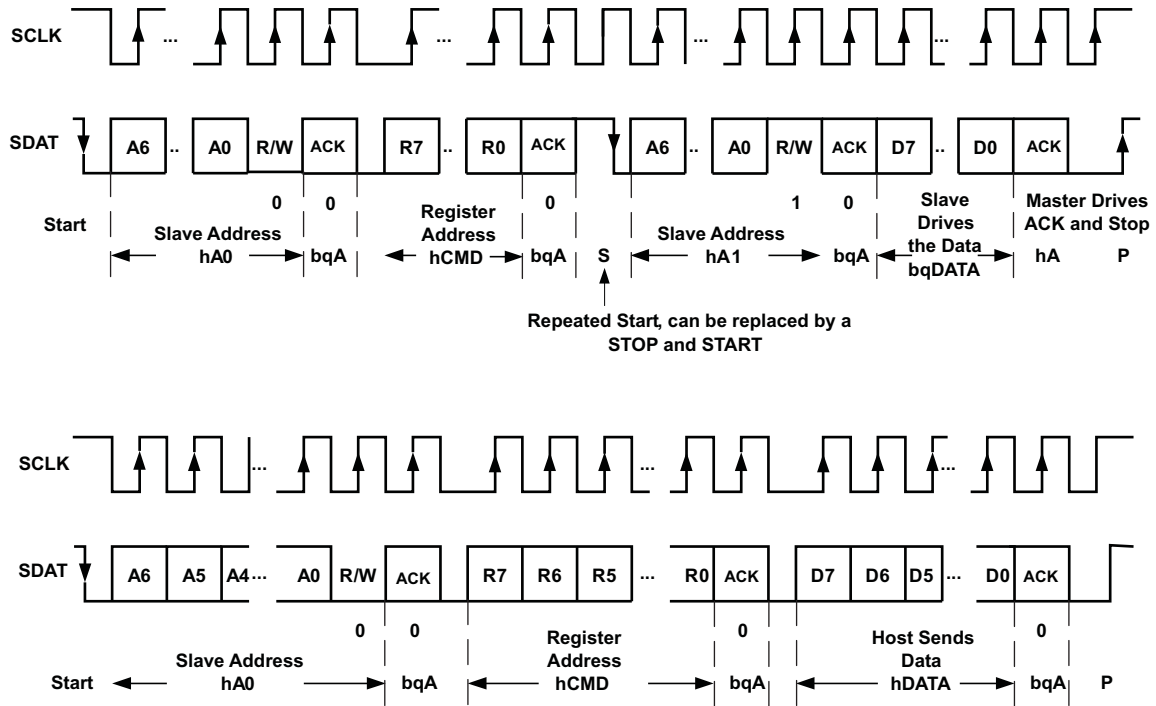 SCLK ... ... ... ...
SDAT A6 .. A0 R/W ACK R7 .. R0 ACK A6 .. A0 R/W ACK D7 .. D0 ACK
0 0 0 1 0
Start
Slave Address
hA0
bqA
Register
Address
hCMD
bqA
S
Slave Address
hA1
bqA
Slave
Drives
the Data
bqDATA
Master Drives
ACK and Stop
hA
P
Repeated Start, can be replaced by a
STOP and START
SCLK ... ... ...
SDAT A6 A5 A4... A0 R/W ACK R7 R6 R5 ... R0 ACK D7 D6 D5 ... D0 ACK
0 0 0 0
Start
Slave Address
hA0
bqA
Register
Address
hCMD
bqA
Host Sends
Data
hDATA
bqA
P